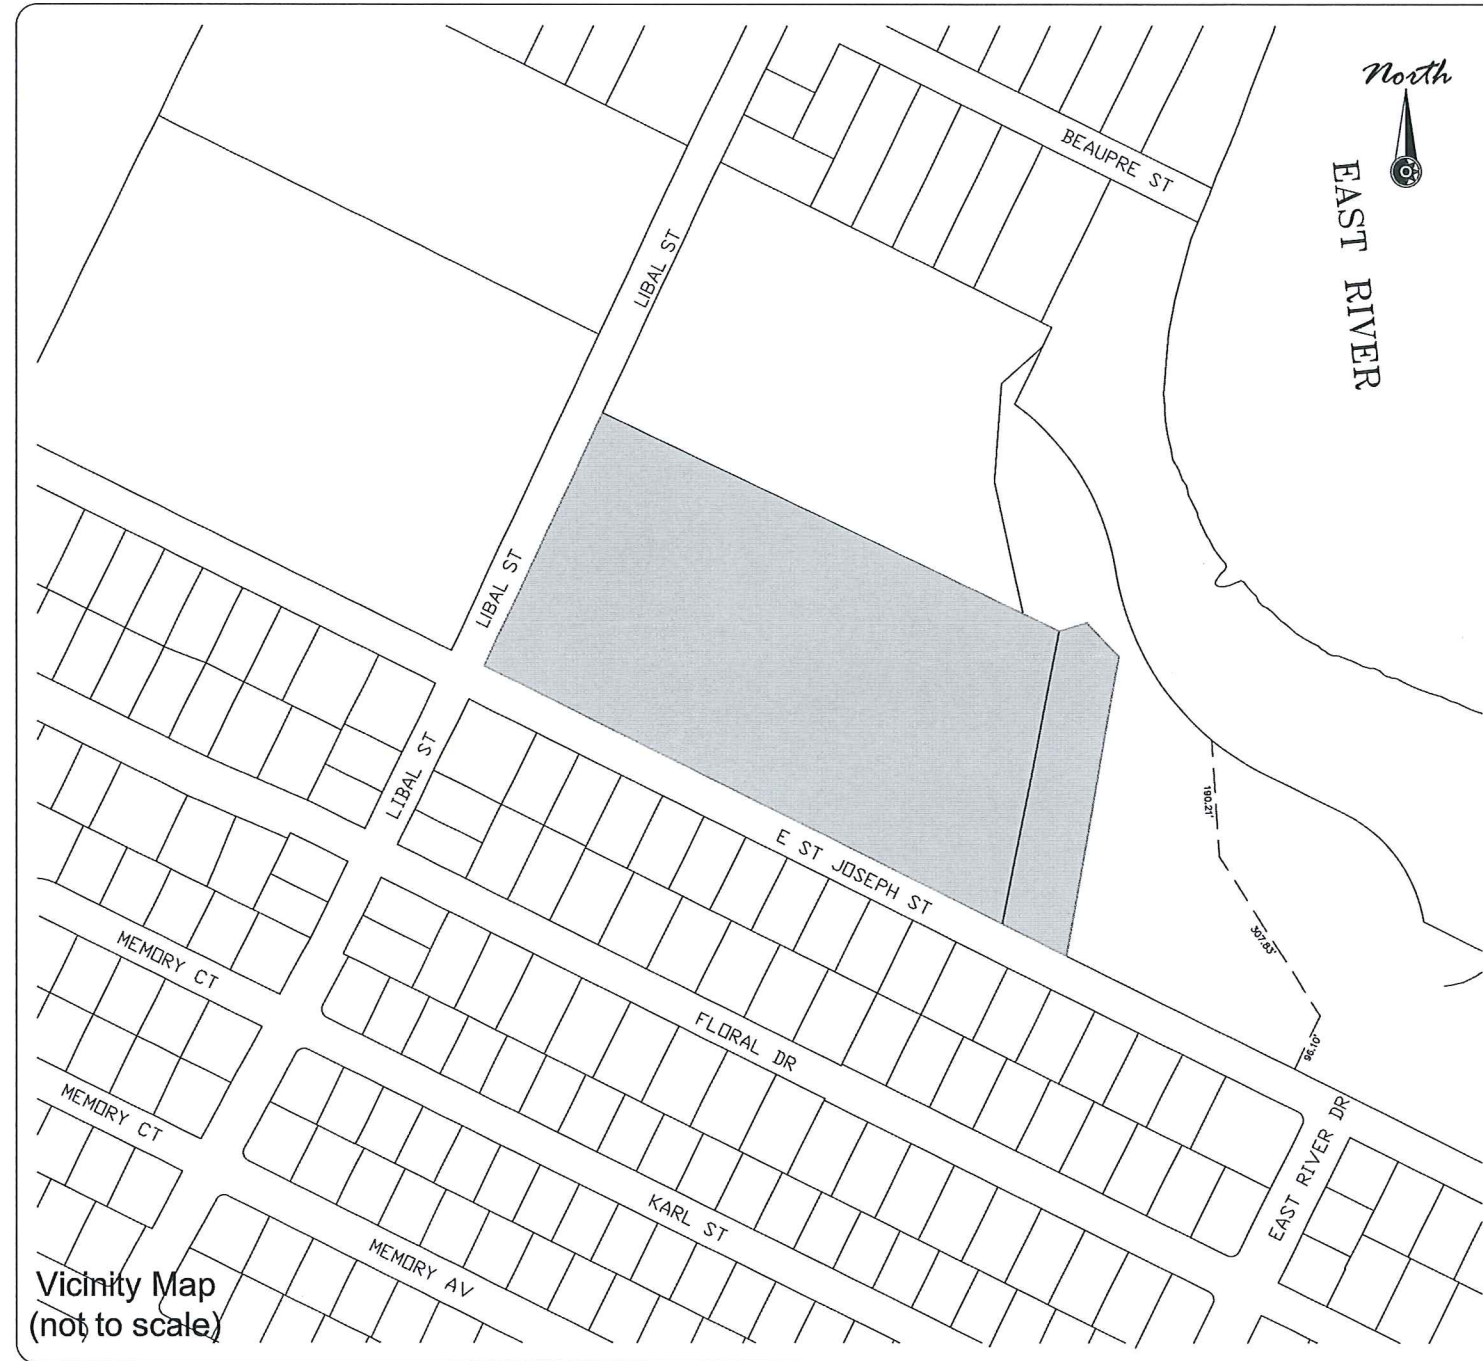 North
BEAUPRE ST
EAST RIVER
LIBAL ST
LIBAL ST
LIBAL ST
190.21'
E ST JOSEPH ST
307.83'
MEMORY CT
FLORAL DR
96.10'
MEMORY CT
EAST RIVER DR
KARL ST
MEMORY AV
Vicinity Map
(not to scale)